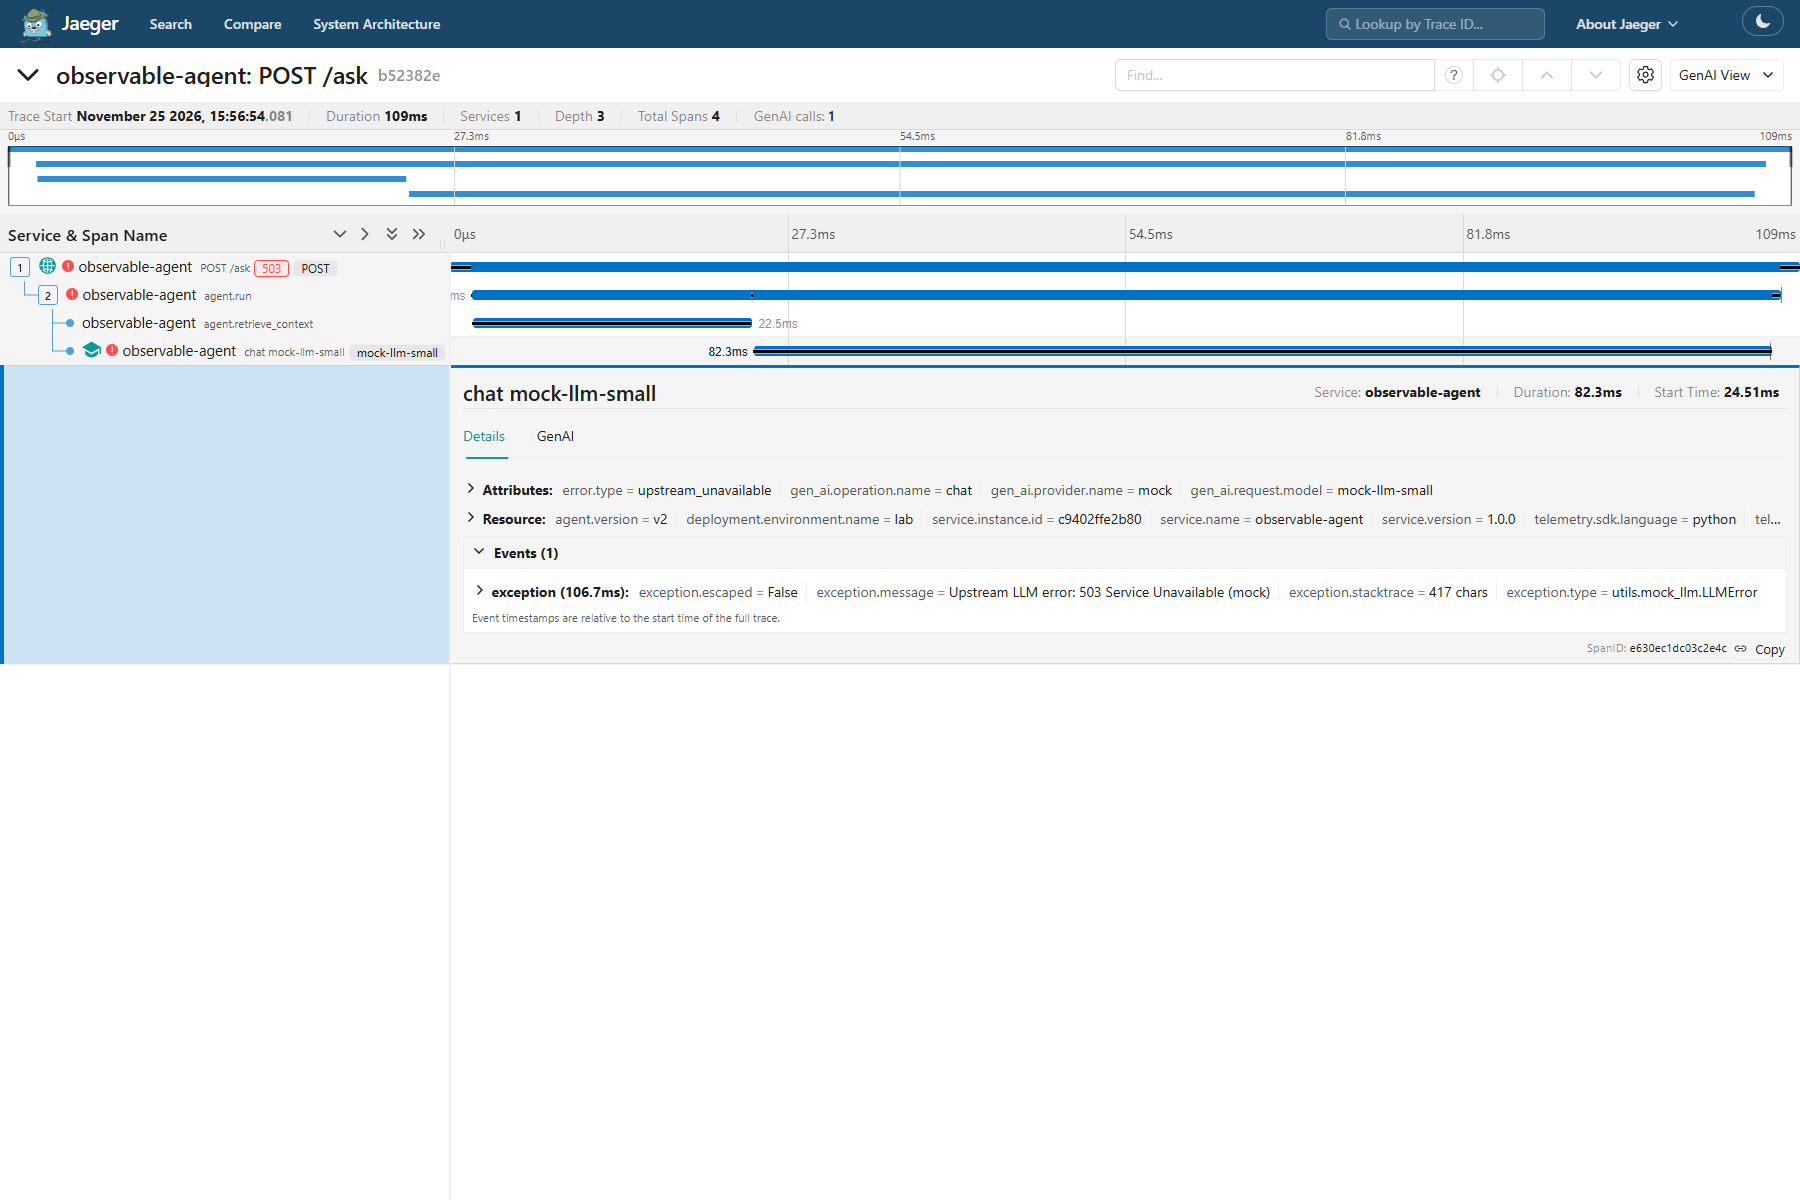 Jaeger Search Compare System Architecture Lookup by Trace ID... About Jaeger
observable-agent: POST /ask b52382e Find... ? GenAI View
Trace Start November 25 2026, 15:56:54.081 Duration 109ms Services 1 Depth 3 Total Spans 4 GenAI calls: 1
0μs 27.3ms 54.5ms 81.8ms 109ms
Service & Span Name 0μs 27.3ms 54.5ms 81.8ms 109ms
1 observable-agent POST /ask 503 POST
2 observable-agent agent.run ms
observable-agent agent.retrieve_context 22.5ms
observable-agent chat mock-llm-small mock-llm-small 82.3ms
chat mock-llm-small Service: observable-agent Duration: 82.3ms Start Time: 24.51ms
Details GenAI
Attributes: error.type = upstream_unavailable gen_ai.operation.name = chat gen_ai.provider.name = mock gen_ai.request.model = mock-llm-small
Resource: agent.version = v2 deployment.environment.name = lab service.instance.id = c9402ffe2b80 service.name = observable-agent service.version = 1.0.0 telemetry.sdk.language = python tel...
Events (1)
exception (106.7ms): exception.escaped = False exception.message = Upstream LLM error: 503 Service Unavailable (mock) exception.stacktrace = 417 chars exception.type = utils.mock_llm.LLMError
Event timestamps are relative to the start time of the full trace.
SpanID: e630ec1dc03c2e4c Copy